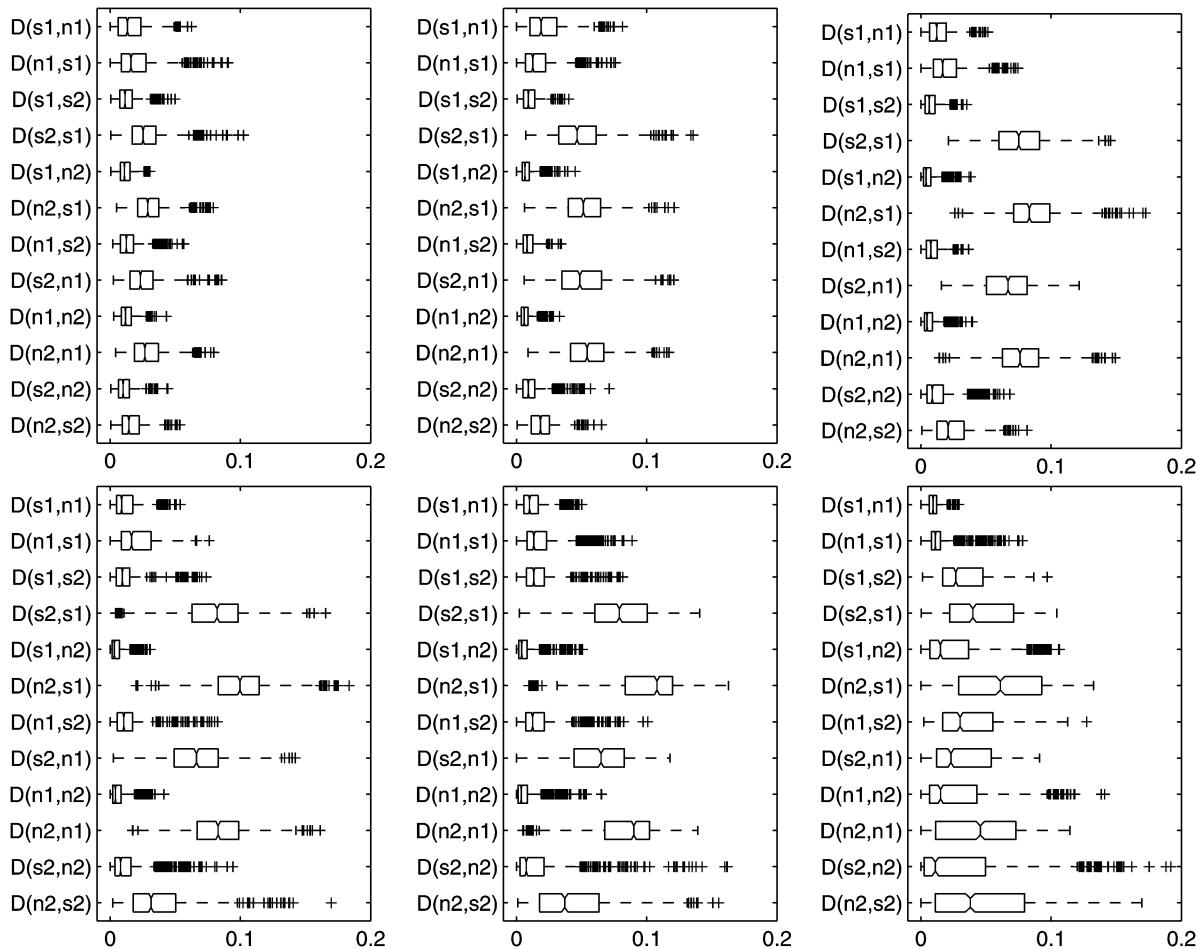 D(s1,n1)
D(n1,s1)
D(s1,s2)
D(s2,s1)
D(s1,n2)
D(n2,s1)
D(n1,s2)
D(s2,n1)
D(n1,n2)
D(n2,n1)
D(s2,n2)
D(n2,s2)
0 0.1 0.2
D(s1,n1)
D(n1,s1)
D(s1,s2)
D(s2,s1)
D(s1,n2)
D(n2,s1)
D(n1,s2)
D(s2,n1)
D(n1,n2)
D(n2,n1)
D(s2,n2)
D(n2,s2)
0 0.1 0.2
D(s1,n1)
D(n1,s1)
D(s1,s2)
D(s2,s1)
D(s1,n2)
D(n2,s1)
D(n1,s2)
D(s2,n1)
D(n1,n2)
D(n2,n1)
D(s2,n2)
D(n2,s2)
0 0.1 0.2
D(s1,n1)
D(n1,s1)
D(s1,s2)
D(s2,s1)
D(s1,n2)
D(n2,s1)
D(n1,s2)
D(s2,n1)
D(n1,n2)
D(n2,n1)
D(s2,n2)
D(n2,s2)
0 0.1 0.2
D(s1,n1)
D(n1,s1)
D(s1,s2)
D(s2,s1)
D(s1,n2)
D(n2,s1)
D(n1,s2)
D(s2,n1)
D(n1,n2)
D(n2,n1)
D(s2,n2)
D(n2,s2)
0 0.1 0.2
D(s1,n1)
D(n1,s1)
D(s1,s2)
D(s2,s1)
D(s1,n2)
D(n2,s1)
D(n1,s2)
D(s2,n1)
D(n1,n2)
D(n2,n1)
D(s2,n2)
D(n2,s2)
0 0.1 0.2